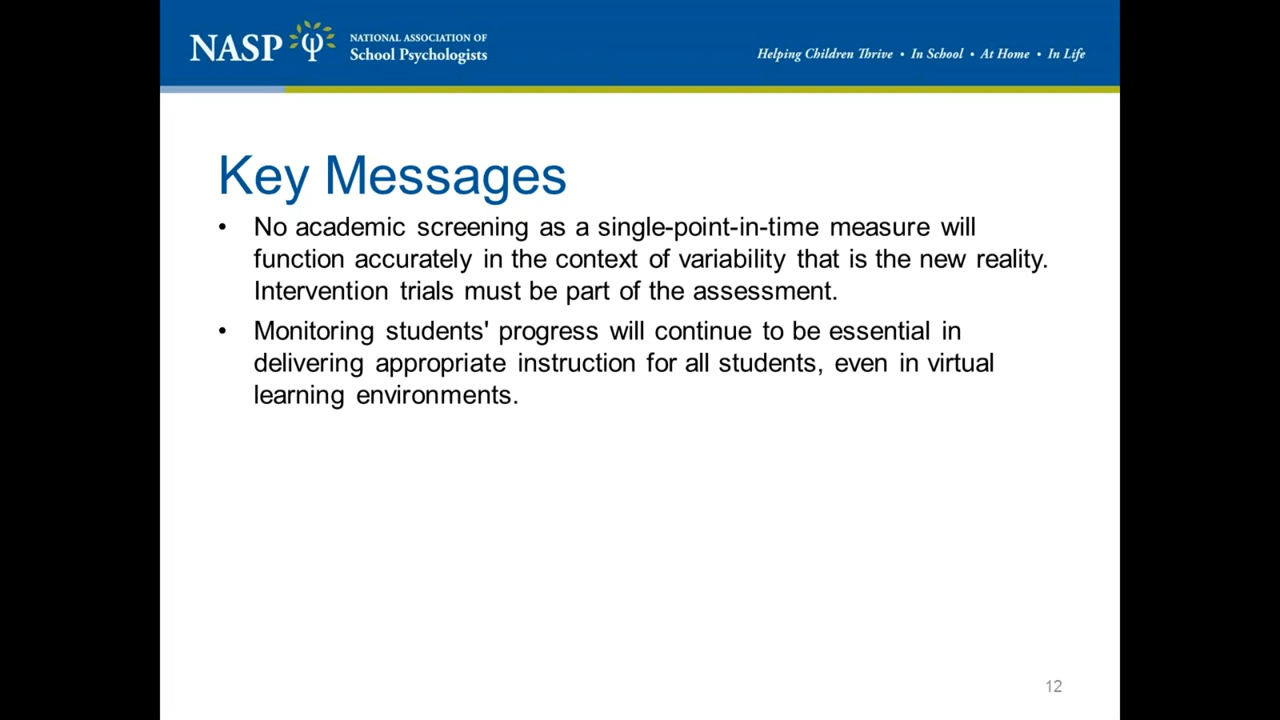 NASP NATIONAL ASSOCIATION OF
School Psychologists
Helping Children Thrive • In School • At Home • In Life
Key Messages
• No academic screening as a single-point-in-time measure will
function accurately in the context of variability that is the new reality.
Intervention trials must be part of the assessment.
• Monitoring students' progress will continue to be essential in
delivering appropriate instruction for all students, even in virtual
learning environments.
12